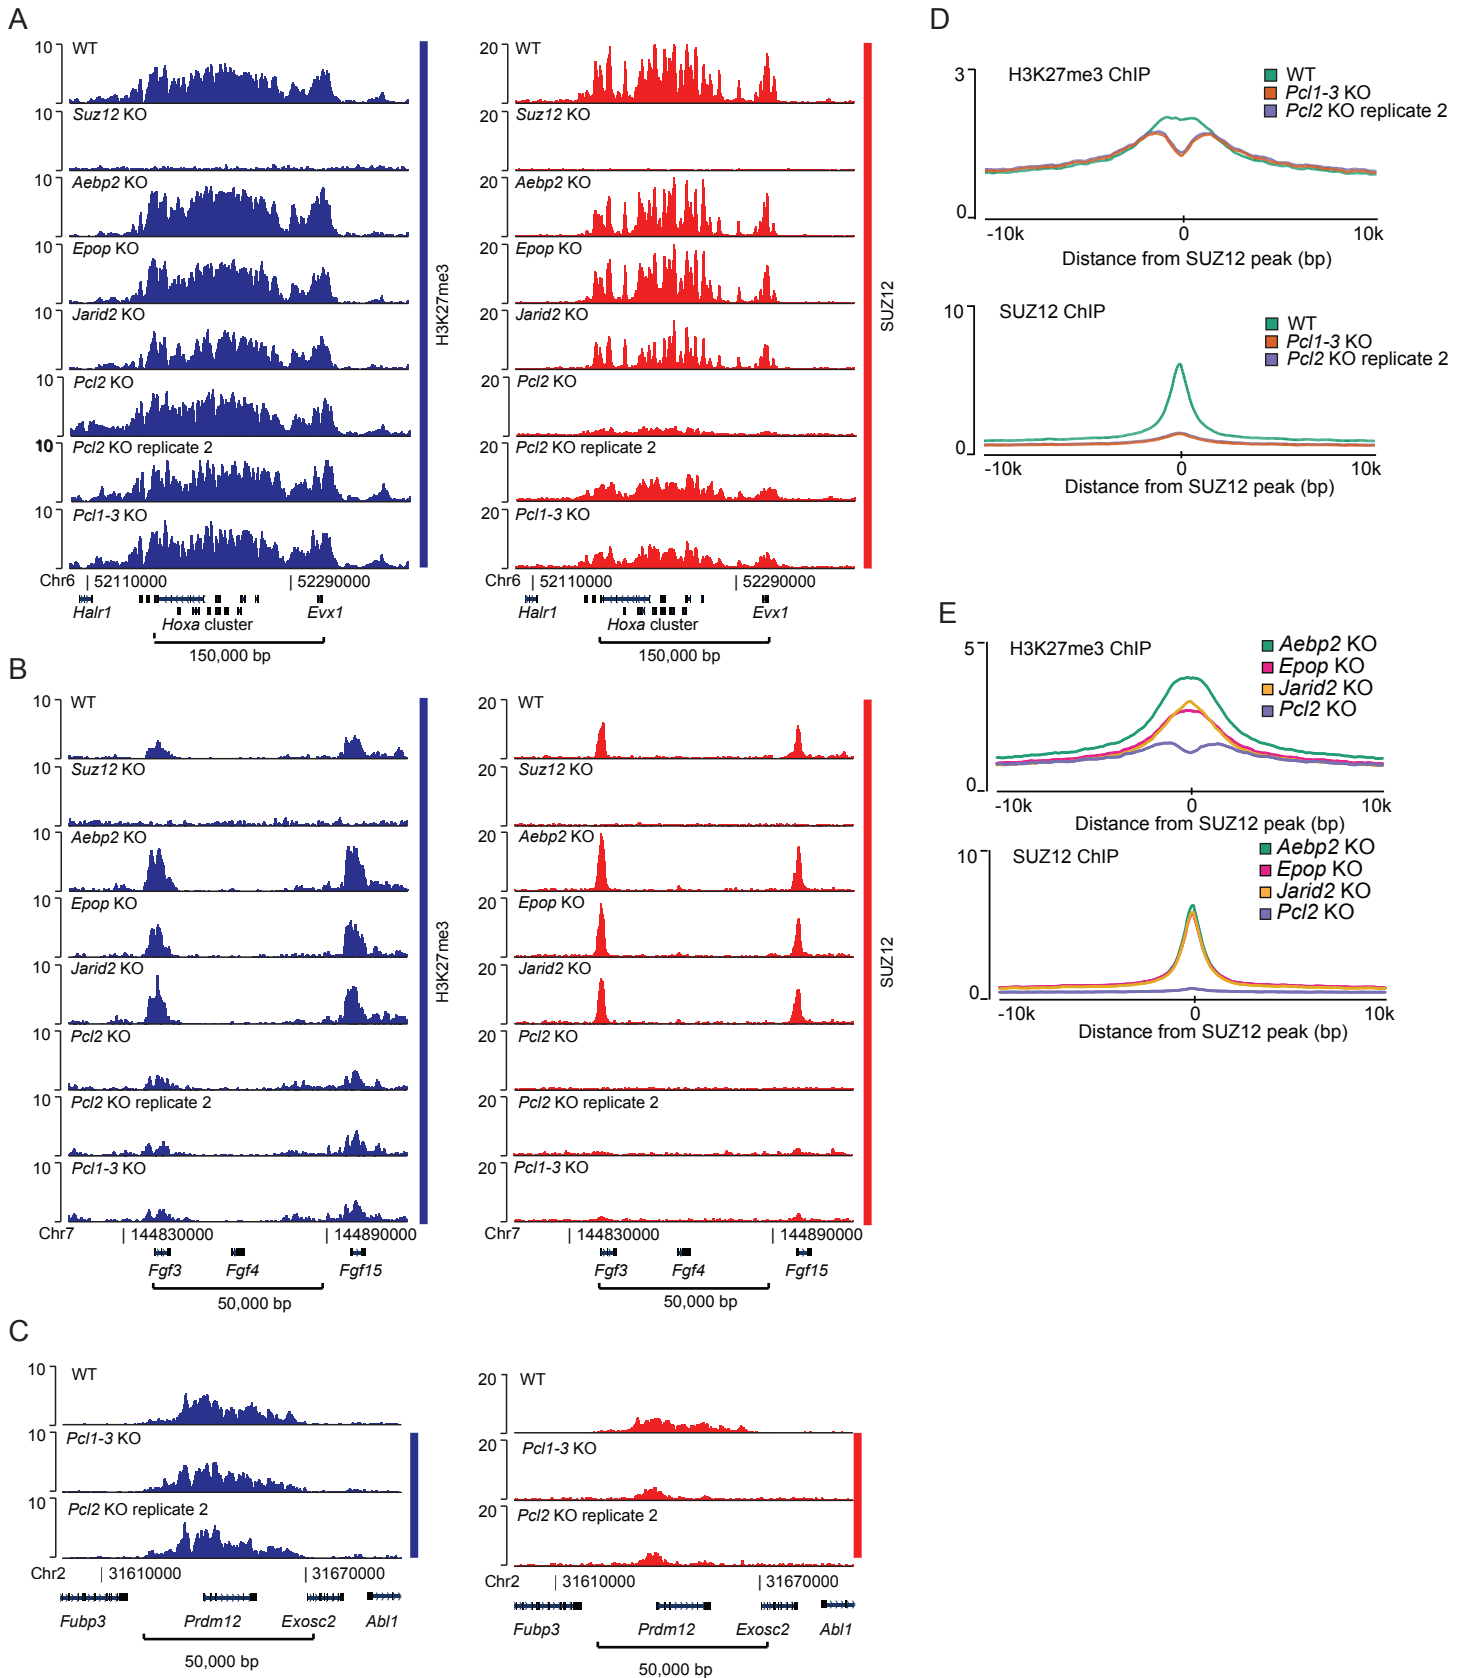 A
10
WT
Suz12 KO
10
Aebp2 KO
10
Epop KO
10
Jarid2 KO
10
Pcl2 KO
10
Pcl2 KO replicate 2
10
Pcl1-3 KO
10
H3K27me3
Chr6 | 52110000 | 52290000
Halr1
Hoxa cluster
Evx1
150,000 bp
20
WT
Suz12 KO
20
Aebp2 KO
20
Epop KO
20
Jarid2 KO
20
Pcl2 KO
20
Pcl2 KO replicate 2
20
Pcl1-3 KO
20
SUZ12
Chr6 | 52110000 | 52290000
Halr1
Hoxa cluster
Evx1
150,000 bp
B
10
WT
Suz12 KO
10
Aebp2 KO
10
Epop KO
10
Jarid2 KO
10
Pcl2 KO
10
Pcl2 KO replicate 2
10
Pcl1-3 KO
10
H3K27me3
Chr7 | 144830000 | 144890000
Fgf3 Fgf4 Fgf15
50,000 bp
20
WT
Suz12 KO
20
Aebp2 KO
20
Epop KO
20
Jarid2 KO
20
Pcl2 KO
20
Pcl2 KO replicate 2
20
Pcl1-3 KO
20
SUZ12
Chr7 | 144830000 | 144890000
Fgf3 Fgf4 Fgf15
50,000 bp
C
10
WT
10
Pcl1-3 KO
10
Pcl2 KO replicate 2
Chr2 | 31610000 | 31670000
Fubp3 Prdm12 Exosc2 Abl1
50,000 bp
20
WT
20
Pcl1-3 KO
20
Pcl2 KO replicate 2
Chr2 | 31610000 | 31670000
Fubp3 Prdm12 Exosc2 Abl1
50,000 bp
D
3
H3K27me3 ChIP
WT
Pcl1-3 KO
Pcl2 KO replicate 2
0
-10k 0 10k
Distance from SUZ12 peak (bp)
10
SUZ12 ChIP
WT
Pcl1-3 KO
Pcl2 KO replicate 2
0
-10k 0 10k
Distance from SUZ12 peak (bp)
E
5
H3K27me3 ChIP
Aebp2 KO
Epop KO
Jarid2 KO
Pcl2 KO
0
-10k 0 10k
Distance from SUZ12 peak (bp)
10
SUZ12 ChIP
Aebp2 KO
Epop KO
Jarid2 KO
Pcl2 KO
0
-10k 0 10k
Distance from SUZ12 peak (bp)